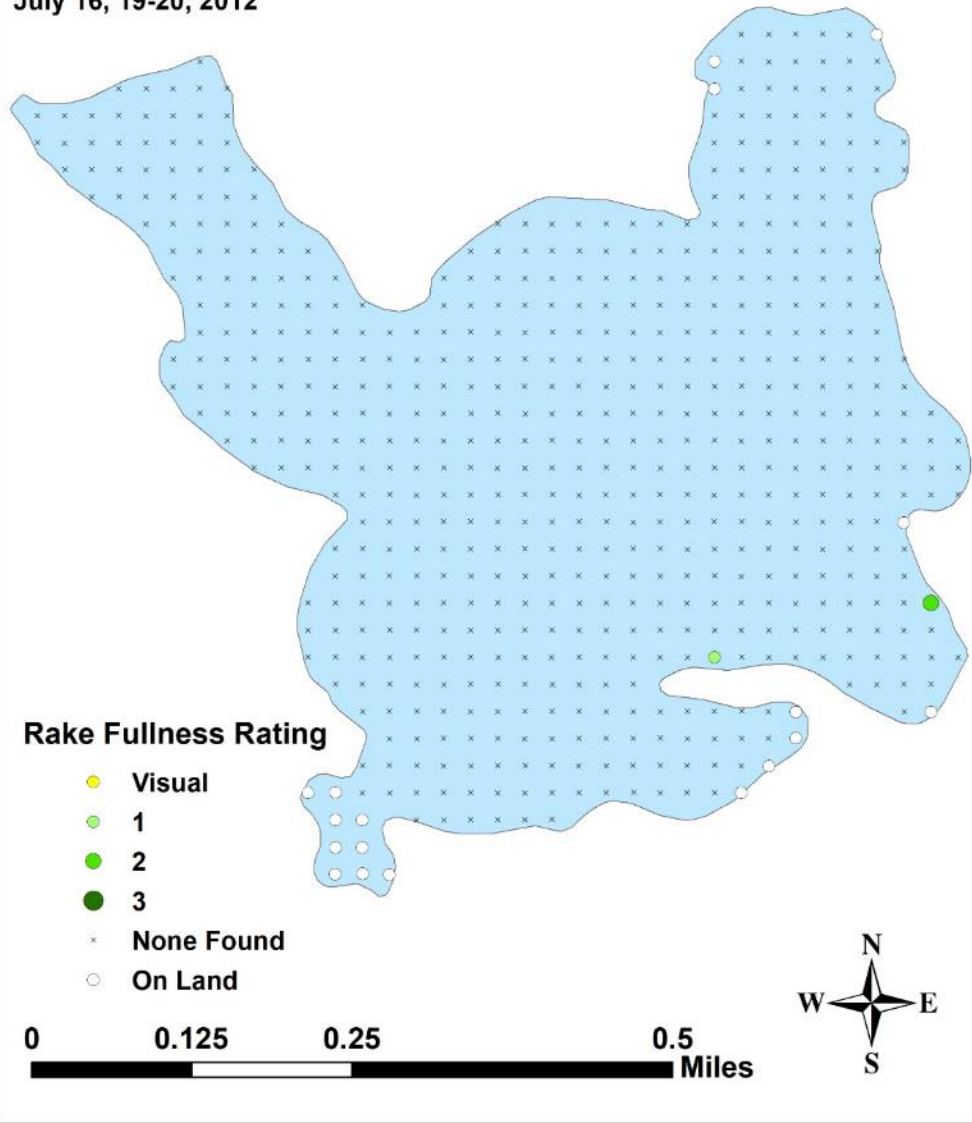 July 16, 19-20, 2012
Rake Fullness Rating
Visual
1
2
3
None Found
On Land
N
W E
S
0 0.125 0.25 0.5
Miles